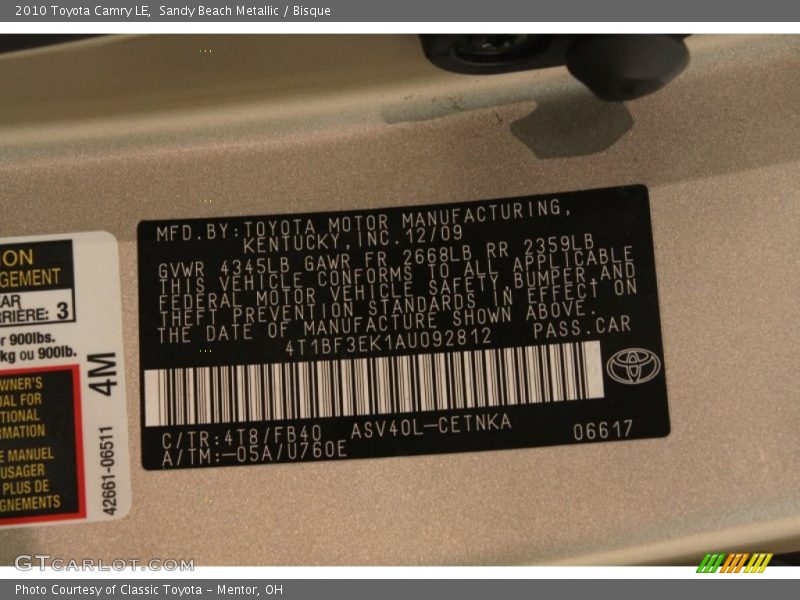 2010 Toyota Camry LE, Sandy Beach Metallic / Bisque
MFD.BY:TOYOTA MOTOR MANUFACTURING,
KENTUCKY,INC.12/09
GVWR 4345LB GAWR FR 2668LB RR 2359LB
THIS VEHICLE CONFORMS TO ALL APPLICABLE
FEDERAL MOTOR VEHICLE SAFETY,BUMPER,AND
THEFT PREVENTION STANDARDS IN EFFECT ON
THE DATE OF MANUFACTURE SHOWN ABOVE.
4T1BF3EK1AU092812 PASS.CAR
C/TR:4T8/FB40 ASV40L-CETNKA
A/TM:-05A/U760E 06617
ON
GEMENT
AR
RIÈRE: 3
r 900lbs.
kg ou 900lb.
WNER'S
UAL FOR
TIONAL
RMATION
E MANUEL
USAGER
PLUS DE
GNEMENTS
4M
42661-06511
GTCarLot.com
Photo Courtesy of Classic Toyota - Mentor, OH